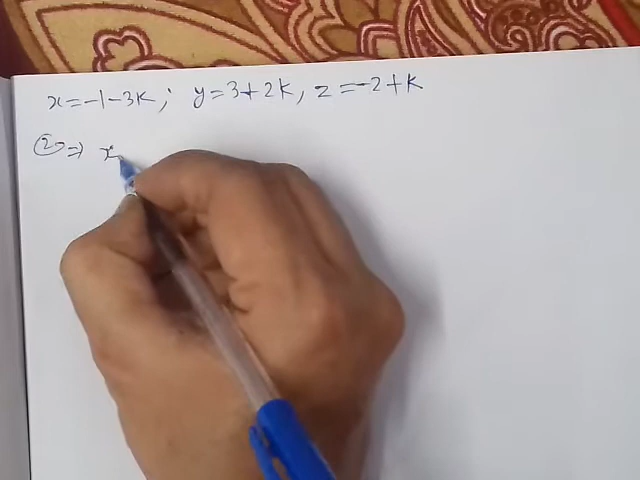 x=-1-3k; y=3+2k, z=-2+k
② ⇒ x